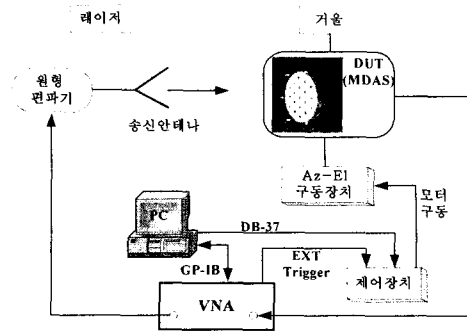 레이저
거울
원형
편파기
송신안테나
DUT
(MDAS)
Az-El
구동장치
모터
구동
PC
DB-37
GP-IB
EXT
Trigger
제어장치
VNA